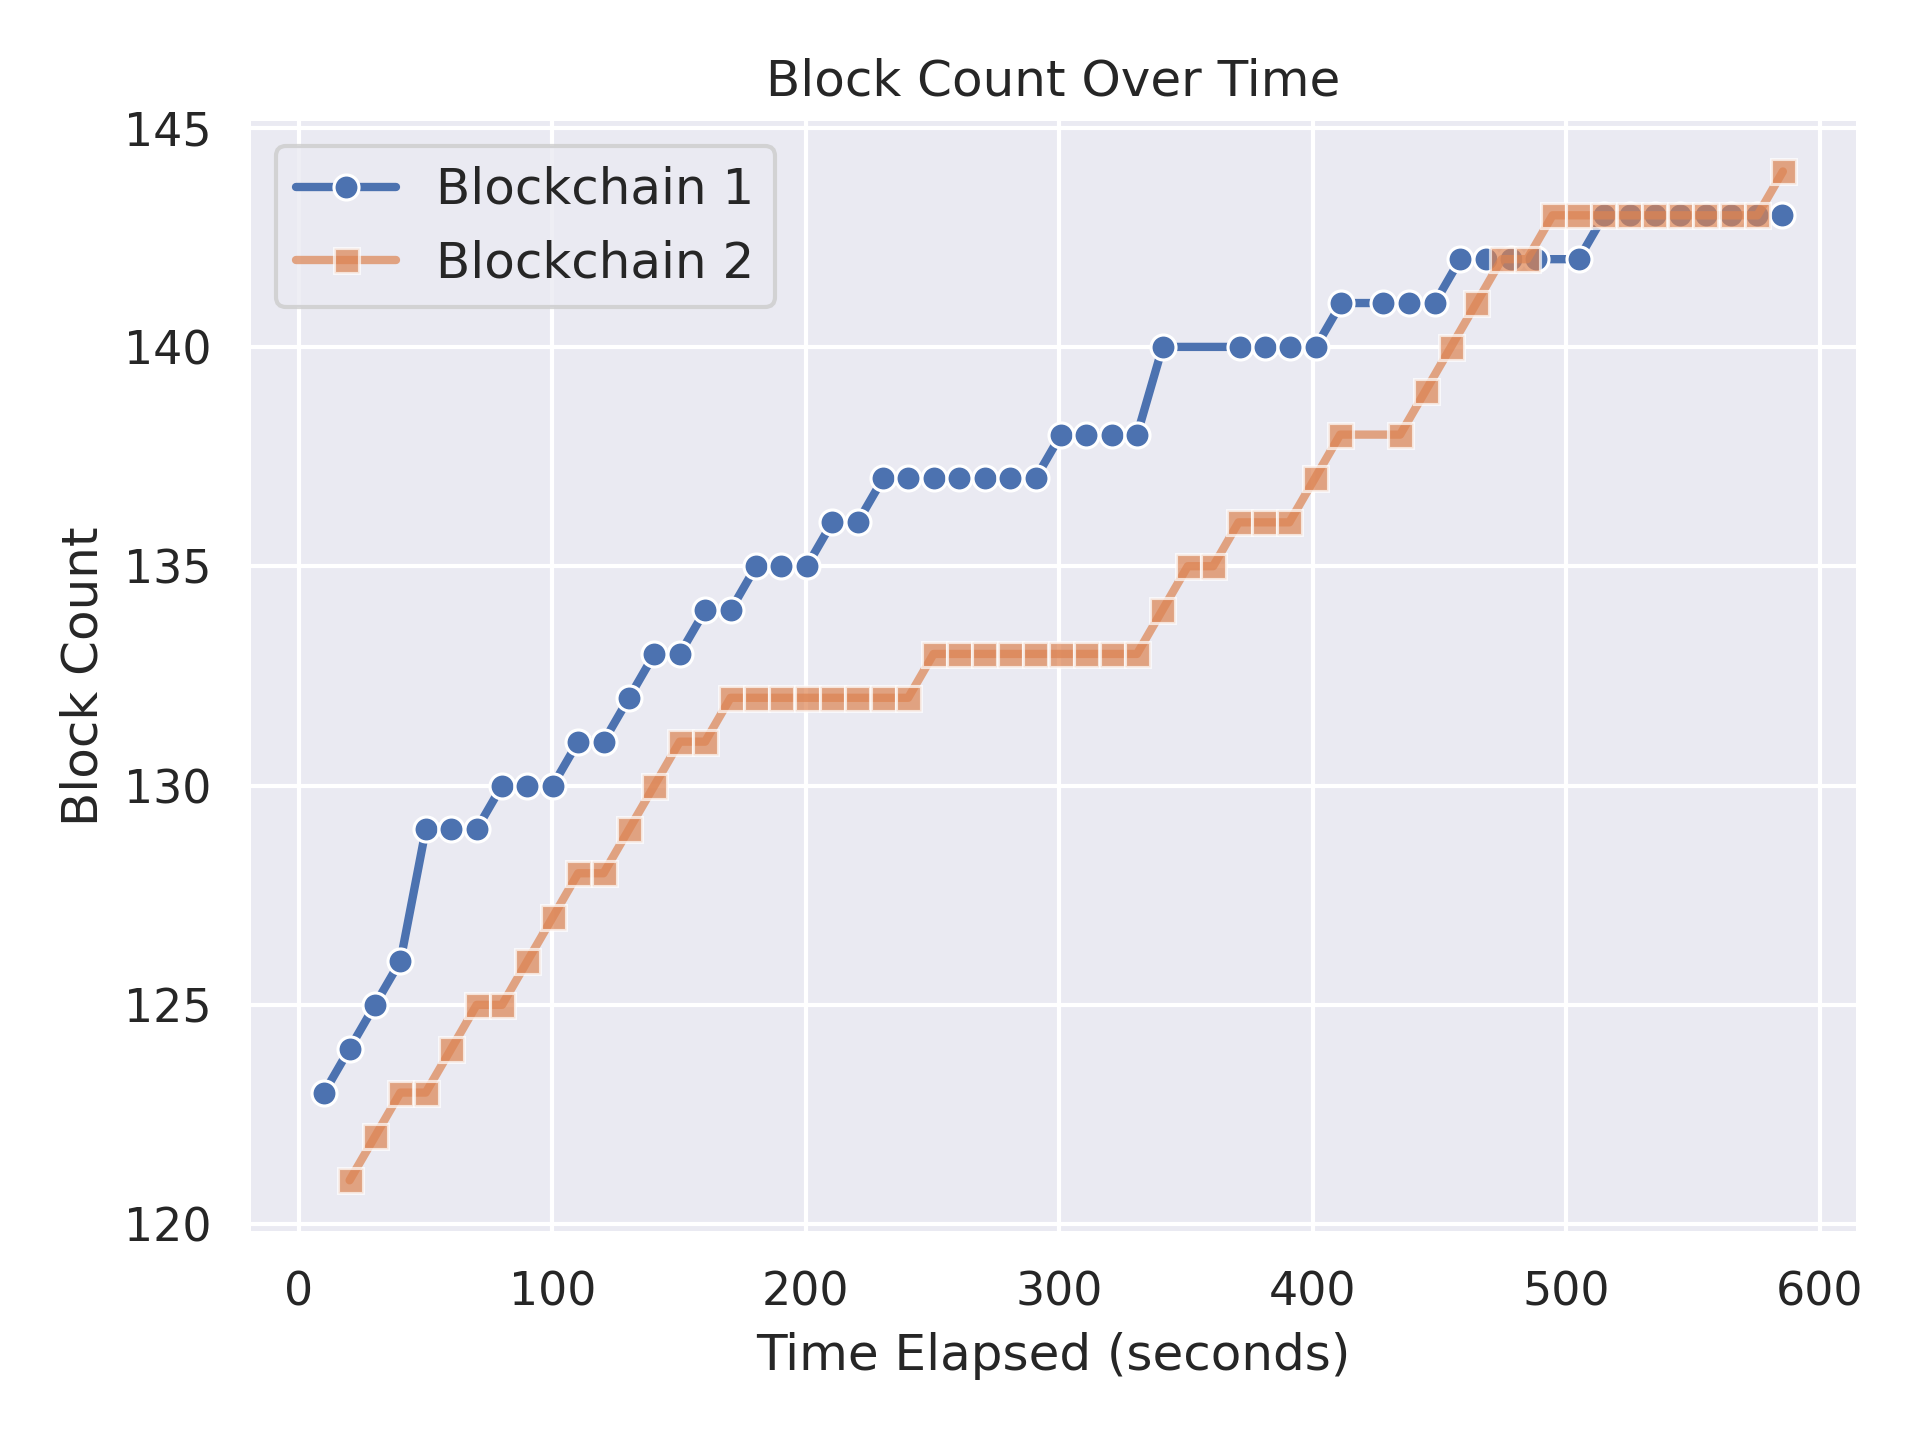 Block Count Over Time
Blockchain 1
Blockchain 2
Block Count
145
140
135
130
125
120
0 100 200 300 400 500 600
Time Elapsed (seconds)